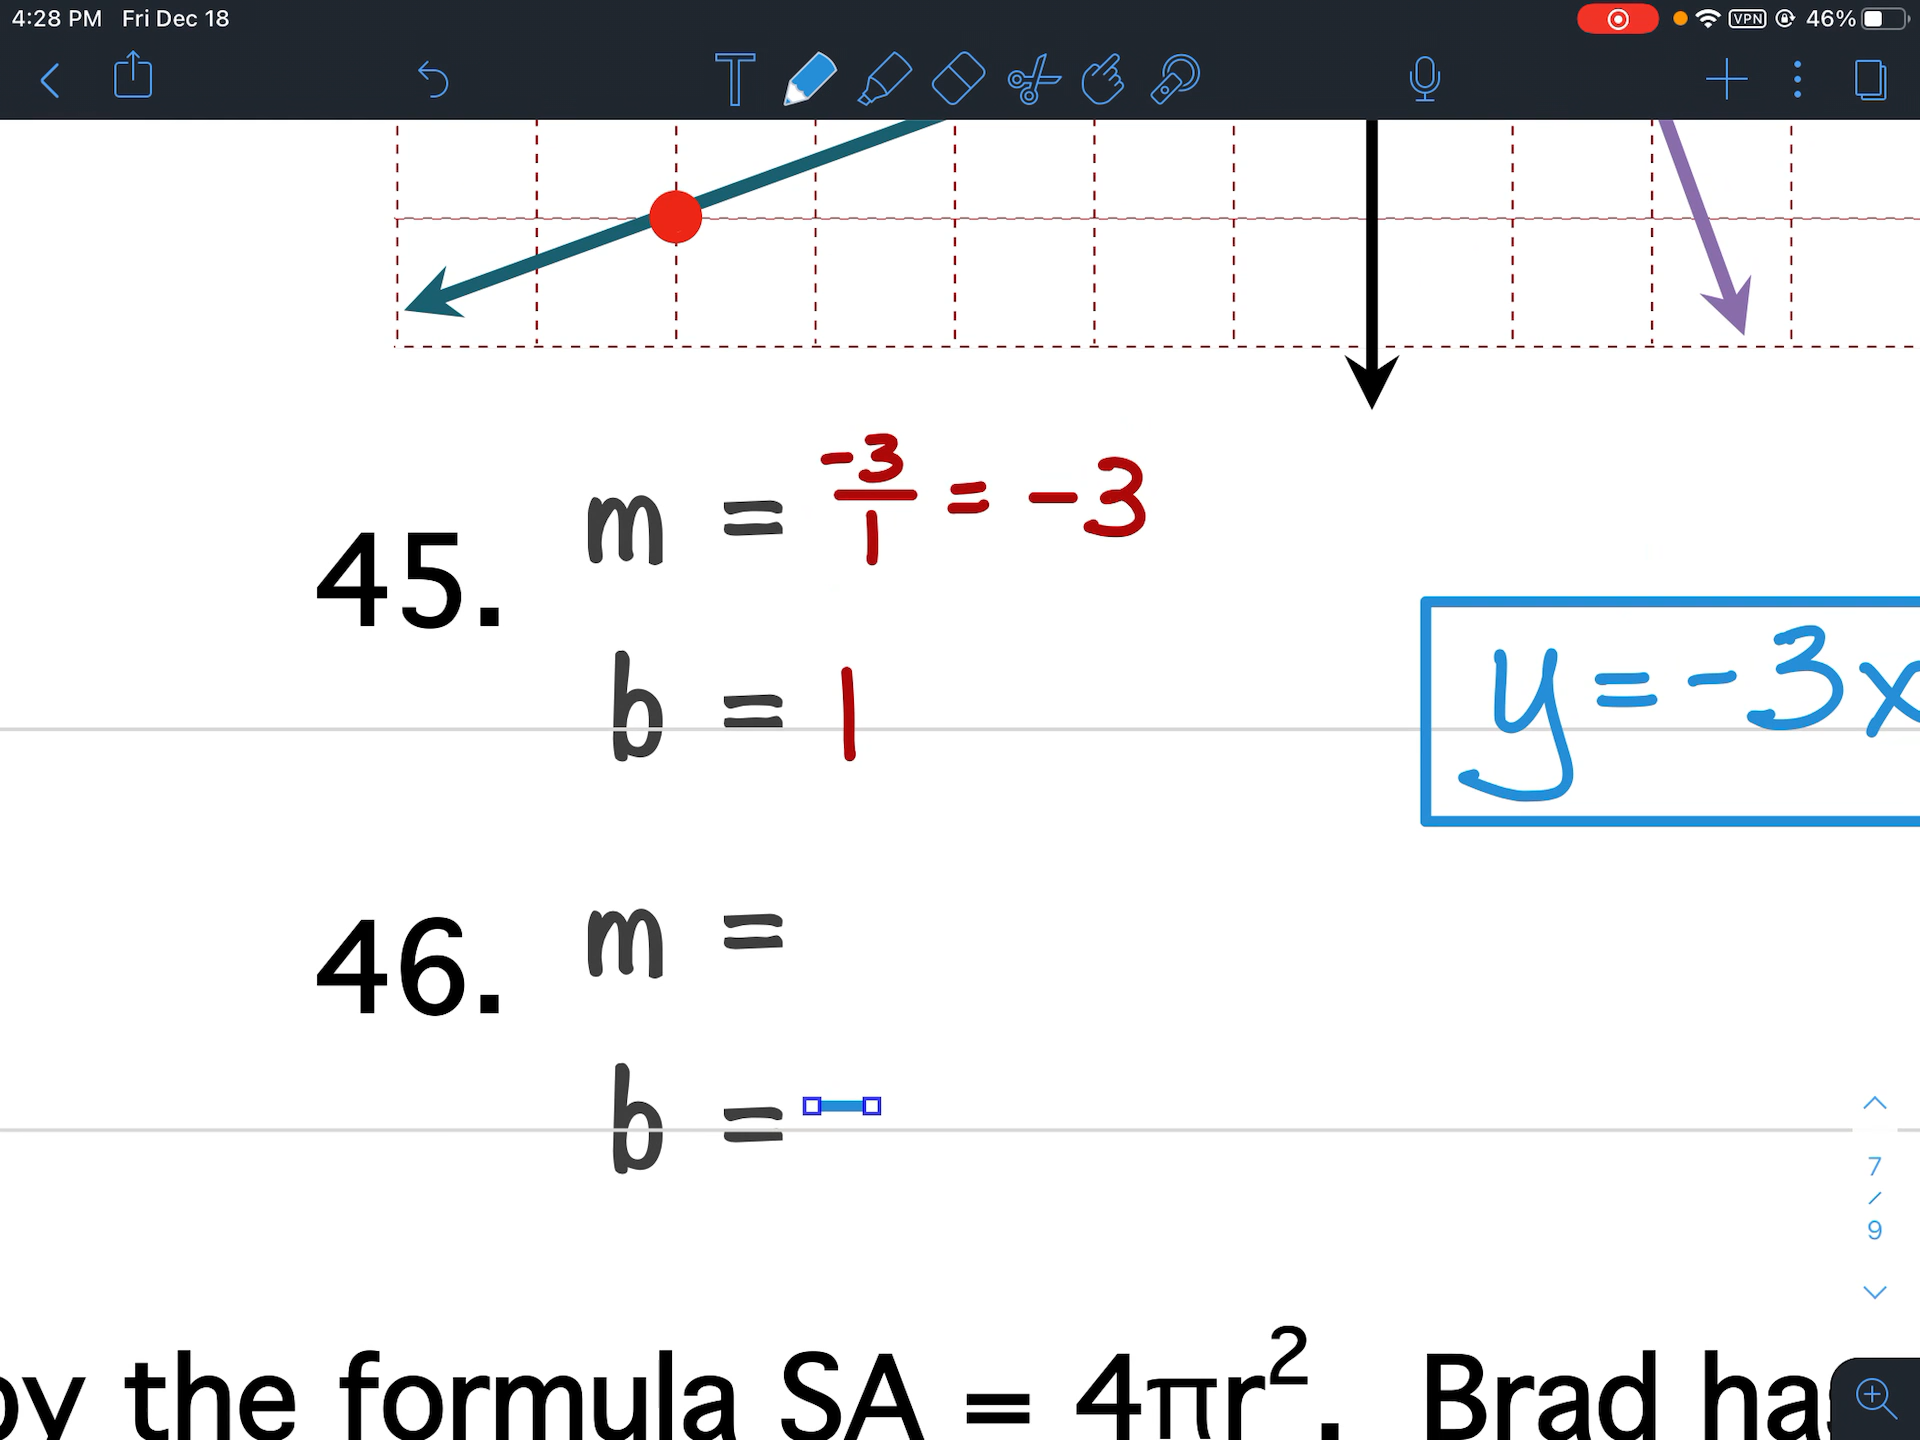 4:28 PM Fri Dec 18
VPN 46%
T
45. m = -3/1 = -3
b = 1
y = -3x
46. m =
b =
7
/
9
by the formula SA = 4πr². Brad has